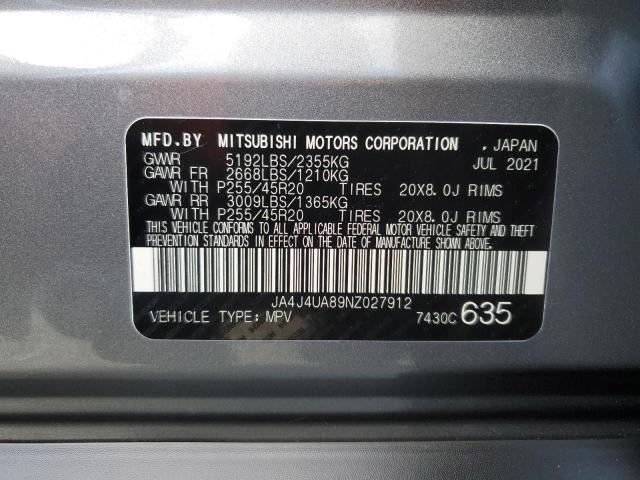 MFD.BY MITSUBISHI MOTORS CORPORATION , JAPAN
GVWR 5192LBS/2355KG JUL 2021
GAWR FR 2668LBS/1210KG
WITH P255/45R20 TIRES 20X8.0J RIMS
GAWR RR 3009LBS/1365KG
WITH P255/45R20 TIRES 20X8.0J RIMS
THIS VEHICLE CONFORMS TO ALL APPLICABLE FEDERAL MOTOR VEHICLE SAFETY AND THEFT
PREVENTION STANDARDS IN EFFECT ON THE DATE OF MANUFACTURE SHOWN ABOVE.
JA4J4UA89NZ027912
VEHICLE TYPE: MPV 7430C 635